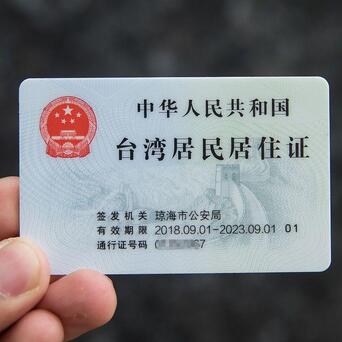 中华人民共和国
台湾居民居住证
签发机关 琼海市公安局
有效期限 2018.09.01-2023.09.01 01
通行证号码